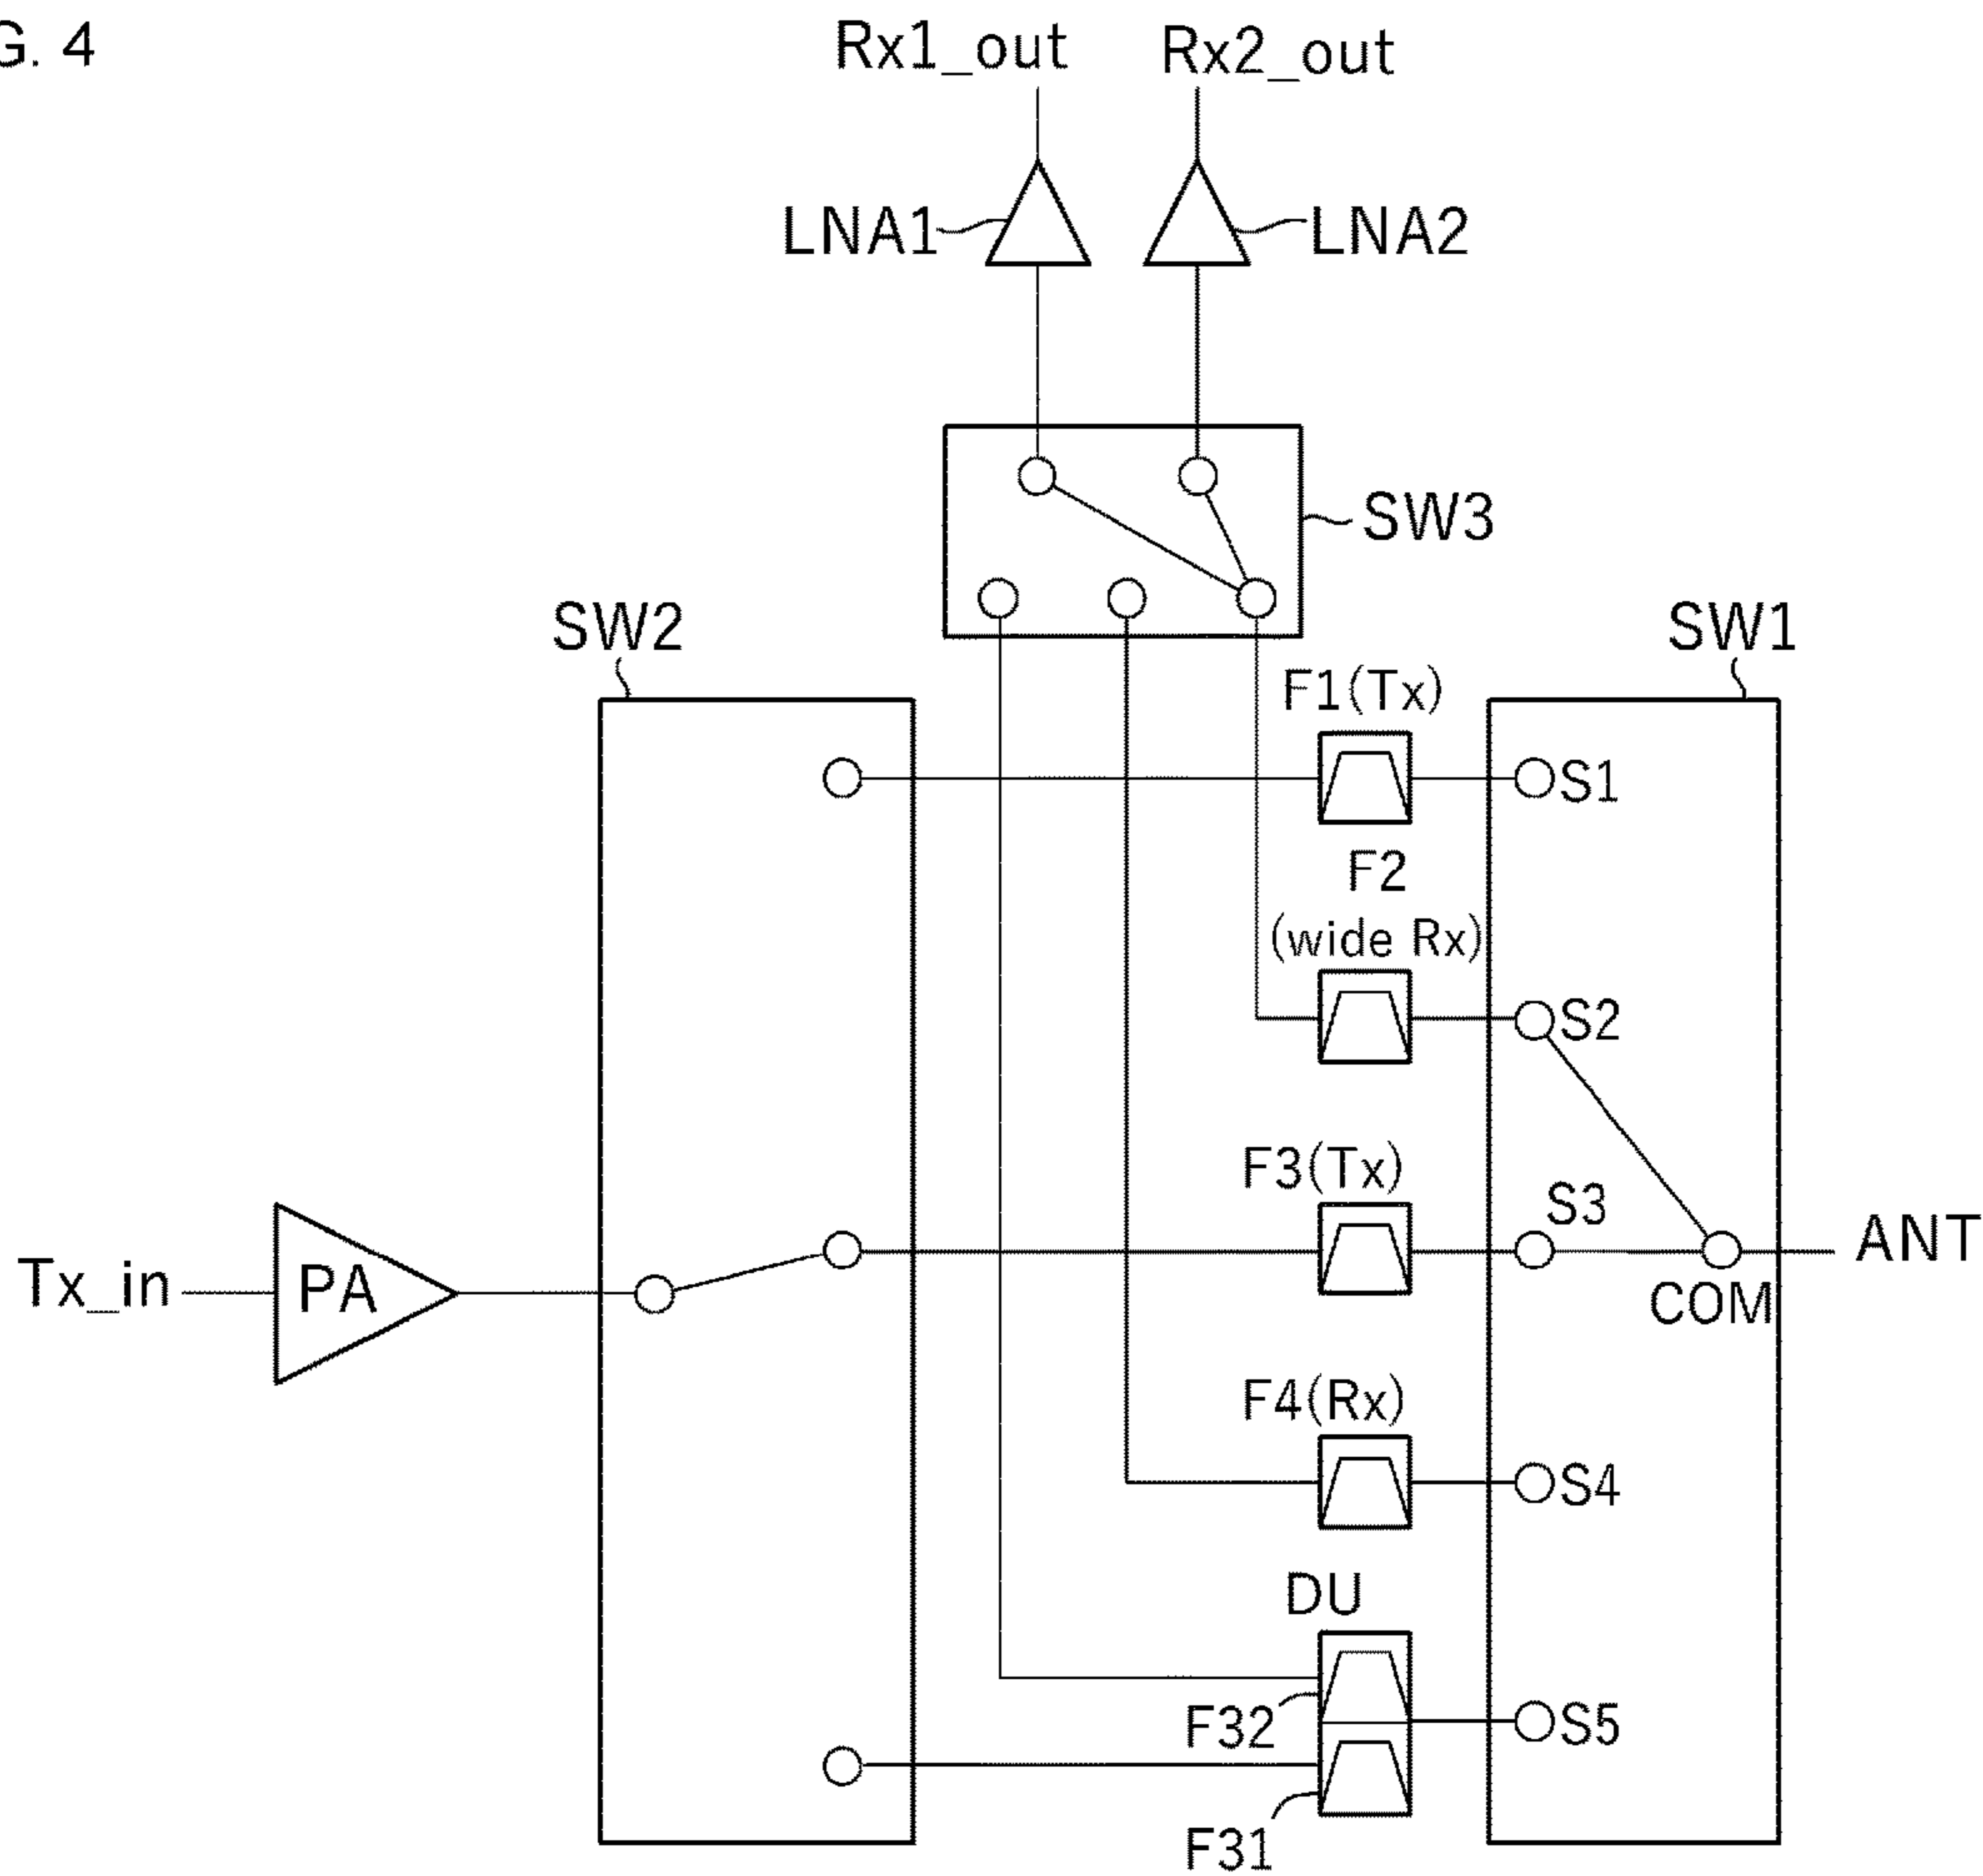 G. 4
Rx1_out
Rx2_out
LNA1
LNA2
SW3
SW2
SW1
F1(Tx)
S1
F2
(wide Rx)
S2
F3(Tx)
S3
Tx_in
PA
ANT
COM
F4(Rx)
S4
DU
F32
S5
F31